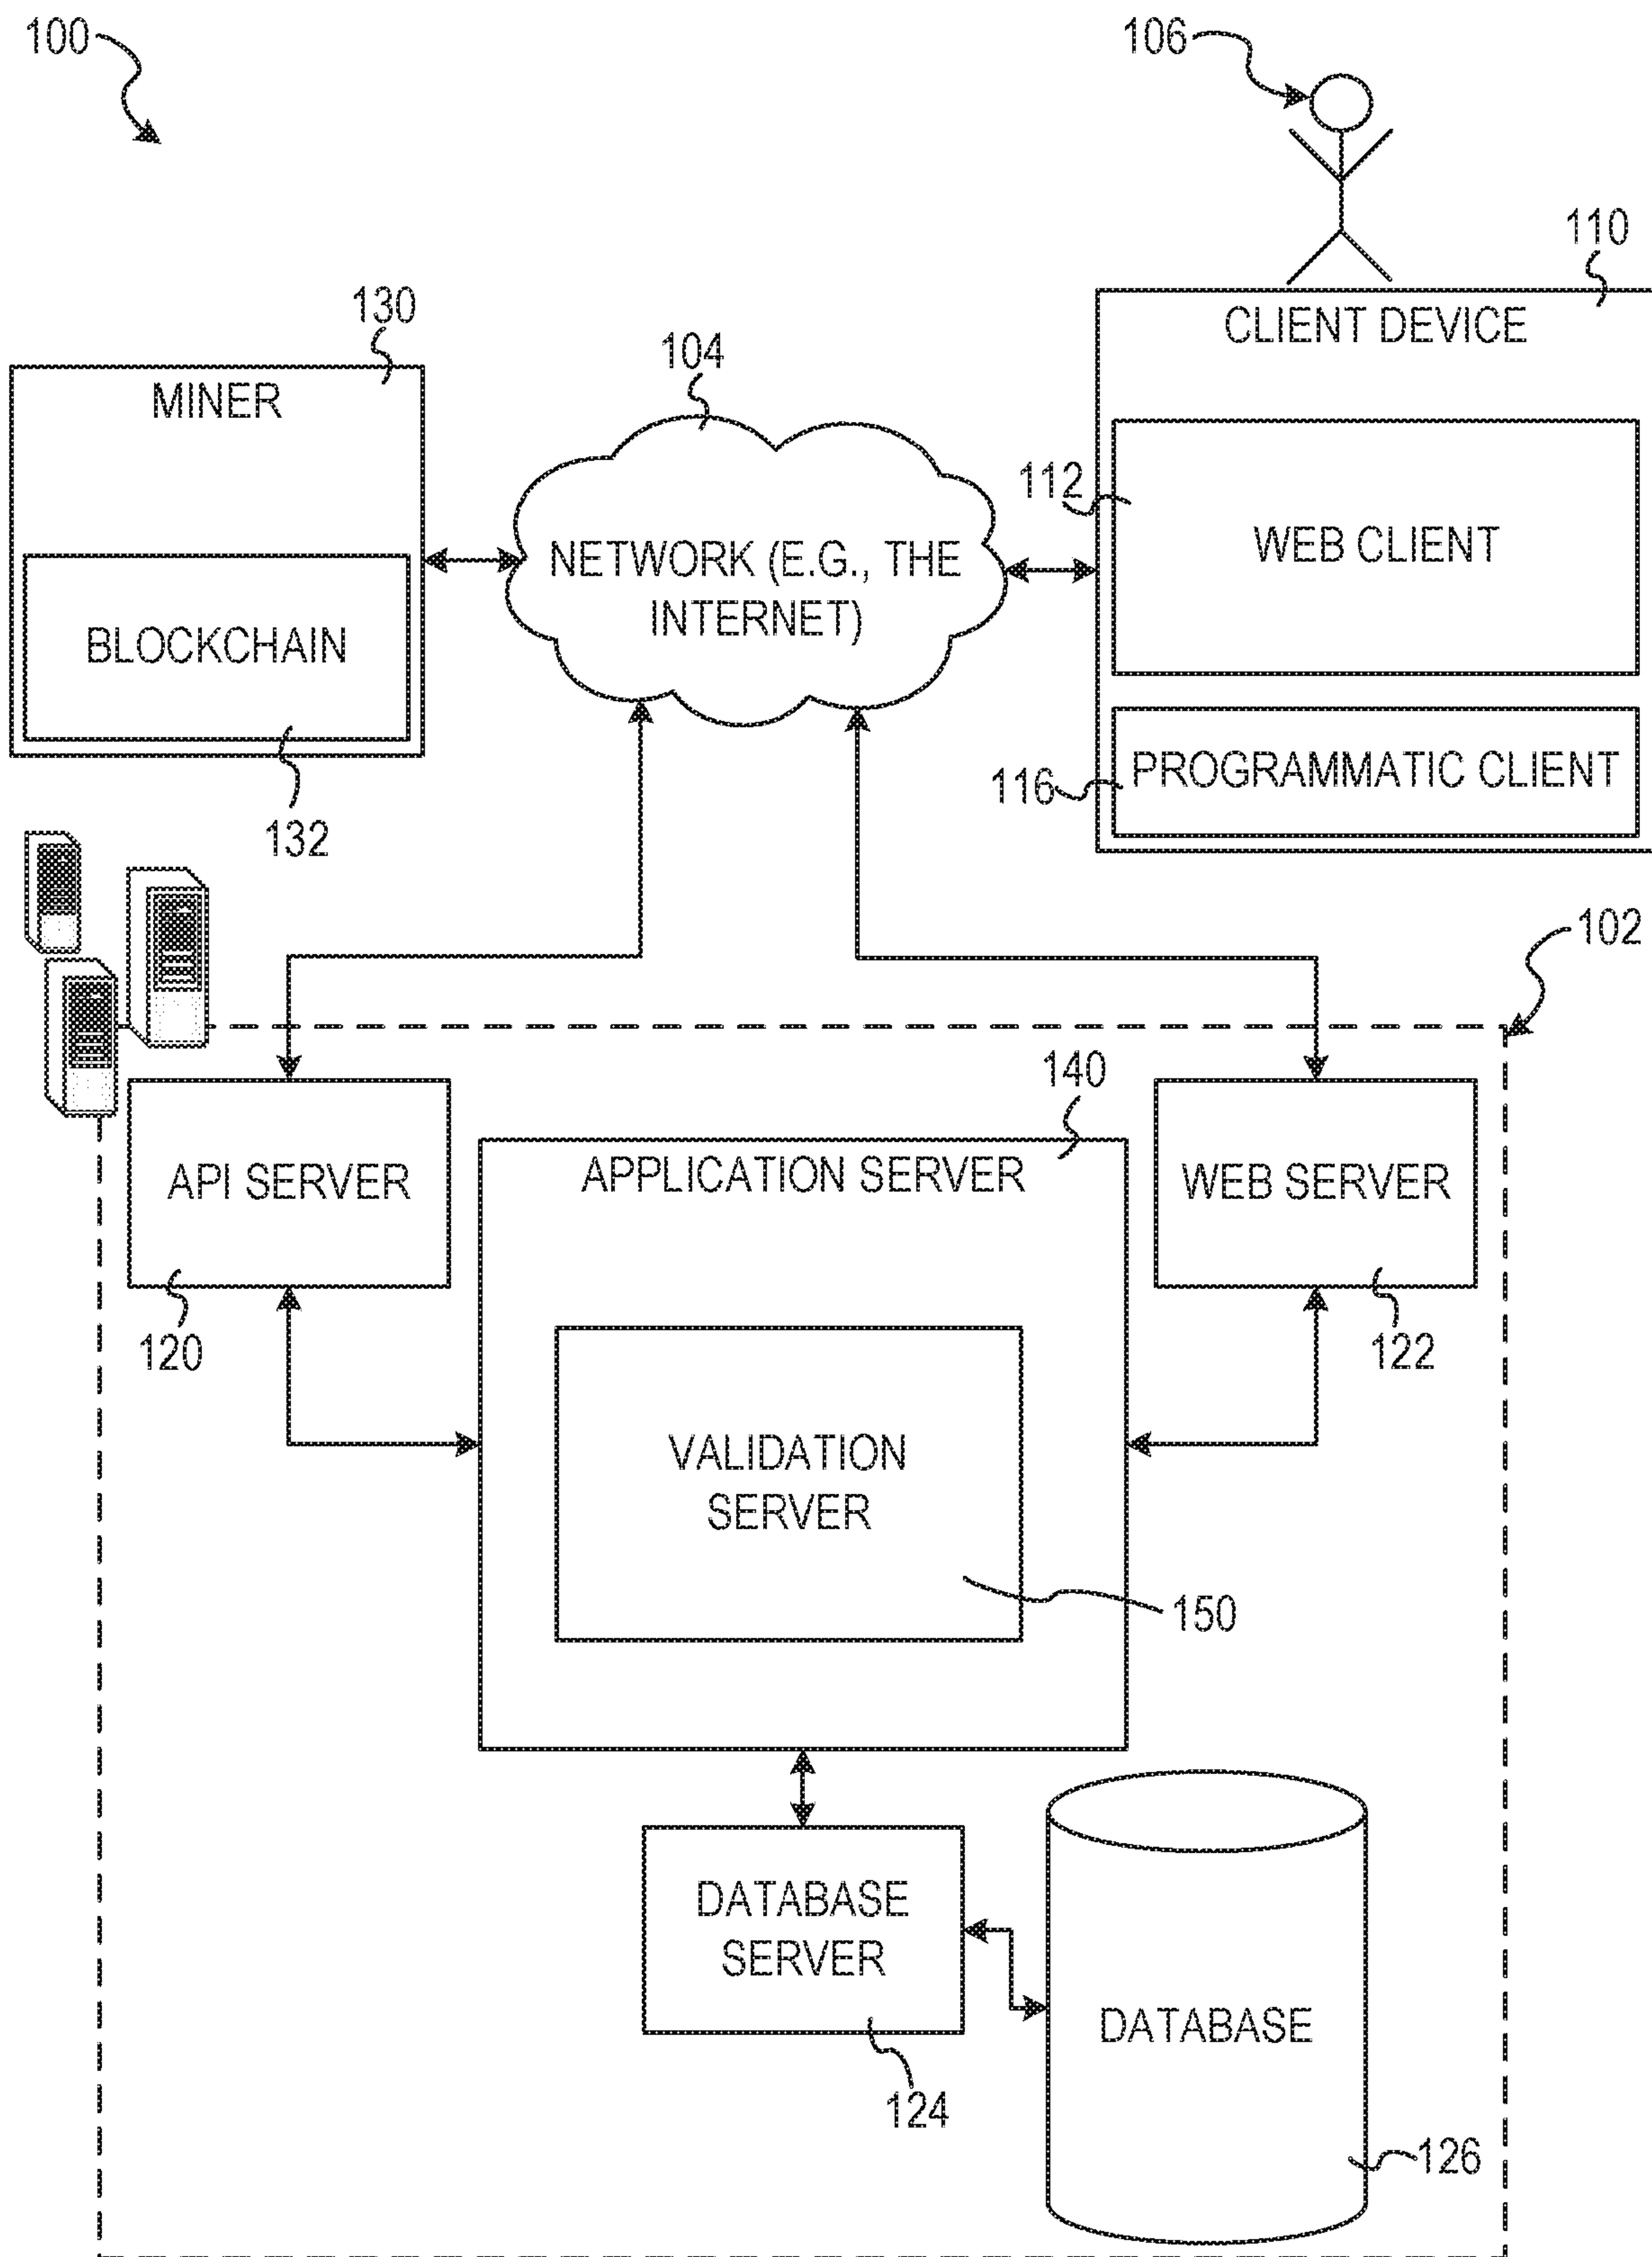 100
106
110
CLIENT DEVICE
130
MINER
104
112
WEB CLIENT
NETWORK (E.G., THE
INTERNET)
BLOCKCHAIN
116
PROGRAMMATIC CLIENT
132
102
140
API SERVER
APPLICATION SERVER
WEB SERVER
120
122
VALIDATION
SERVER
150
DATABASE
SERVER
DATABASE
124
126